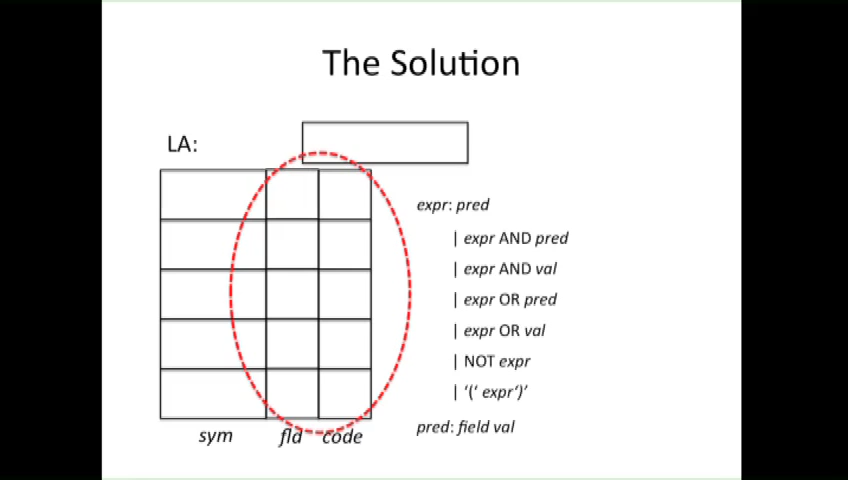 The Solution
LA:
expr: pred
| expr AND pred
| expr AND val
| expr OR pred
| expr OR val
| NOT expr
| ‘(‘ expr‘)’
pred: field val
sym fld code